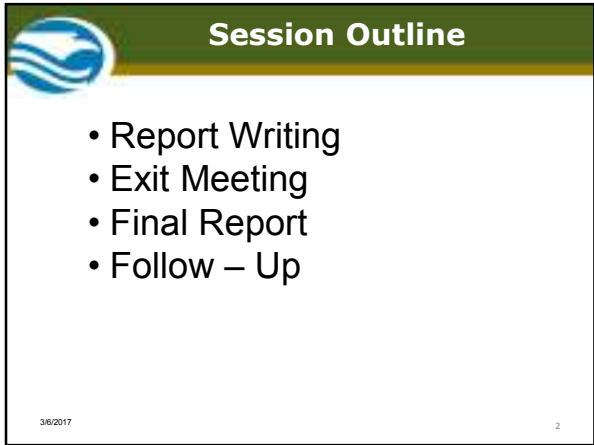 Session Outline
• Report Writing
• Exit Meeting
• Final Report
• Follow – Up
3/6/2017
2